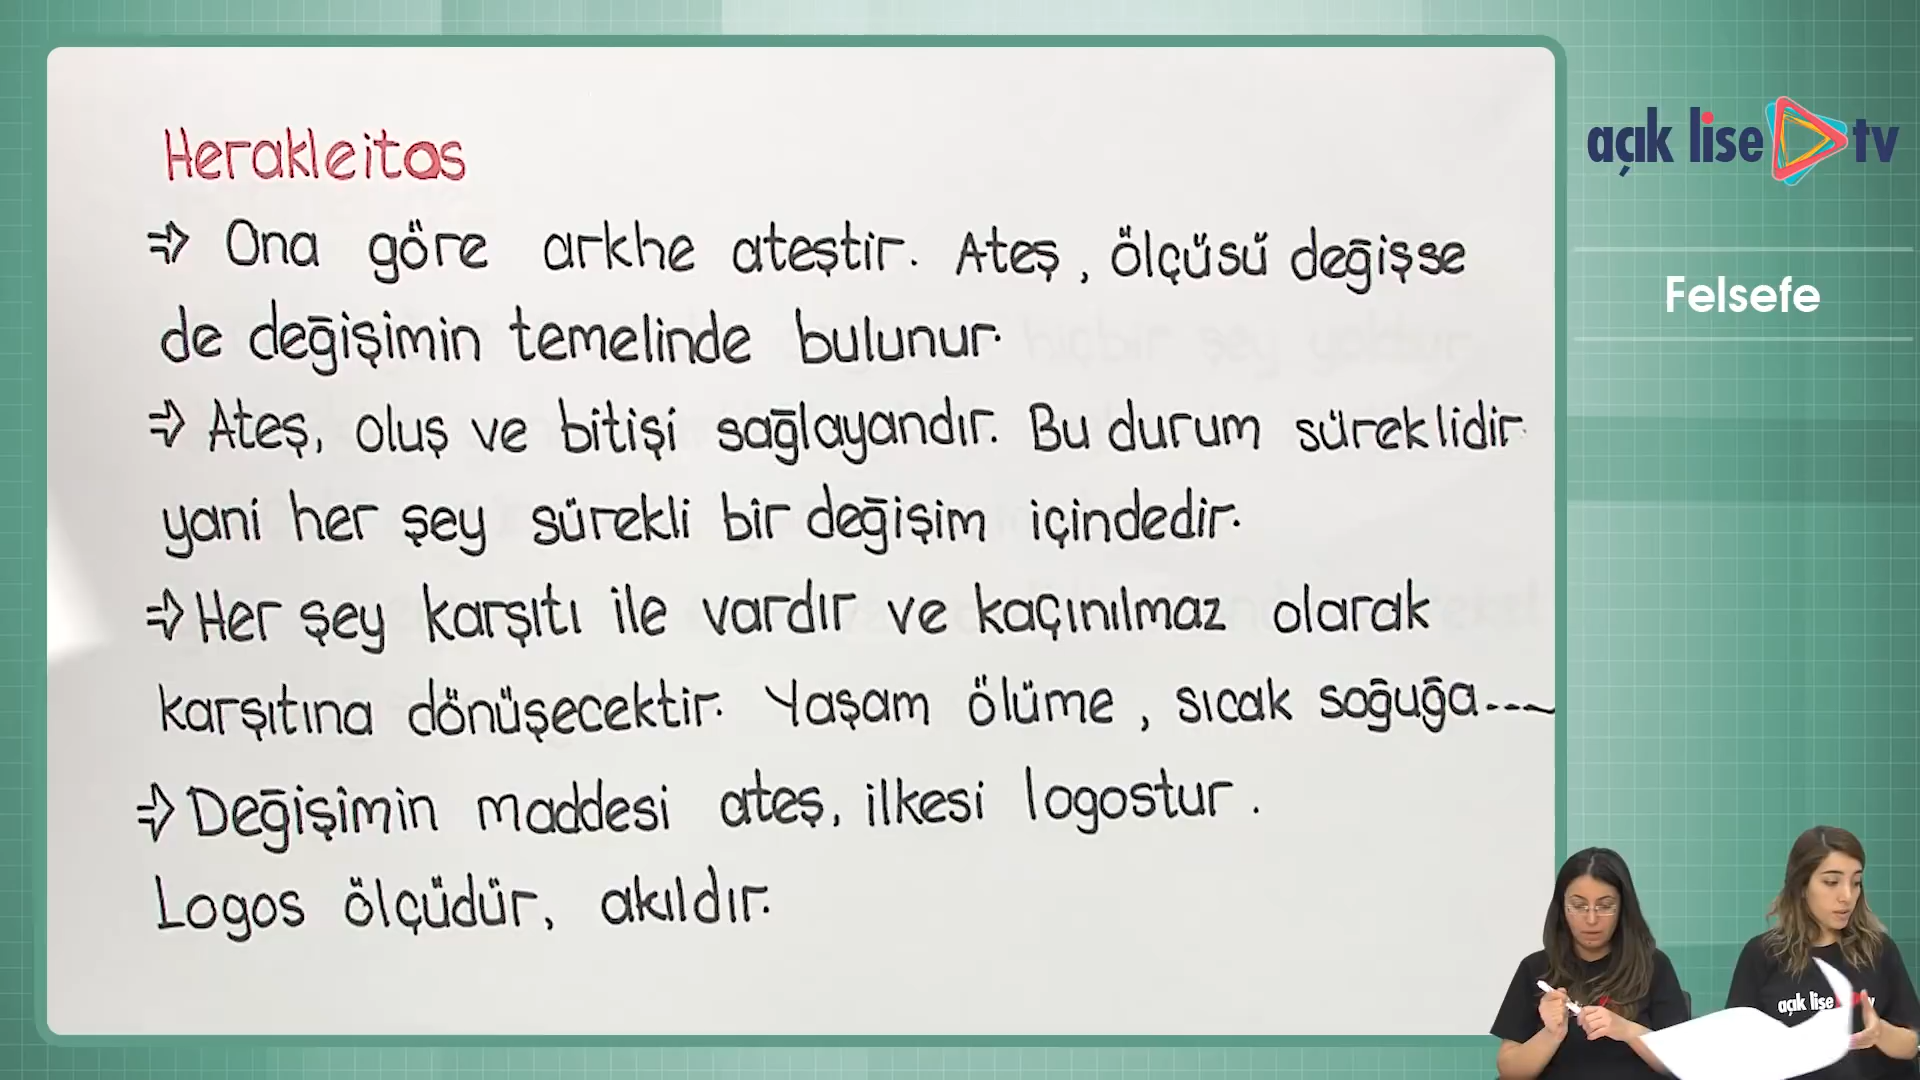 Herakleitos
⇒ Ona göre arkhe ateştir. Ateş, ölçüsü değişse
de değişimin temelinde bulunur.
⇒ Ateş, oluş ve bitişi sağlayandır. Bu durum süreklidir
yani her şey sürekli bir değişim içindedir.
⇒ Her şey karşıtı ile vardır ve kaçınılmaz olarak
karşıtına dönüşecektir. Yaşam ölüme, sıcak soğuğa....
⇒ Değişimin maddesi ateş, ilkesi logostur.
Logos ölçüdür, akıldır.
açık lise tv
Felsefe
açık lise